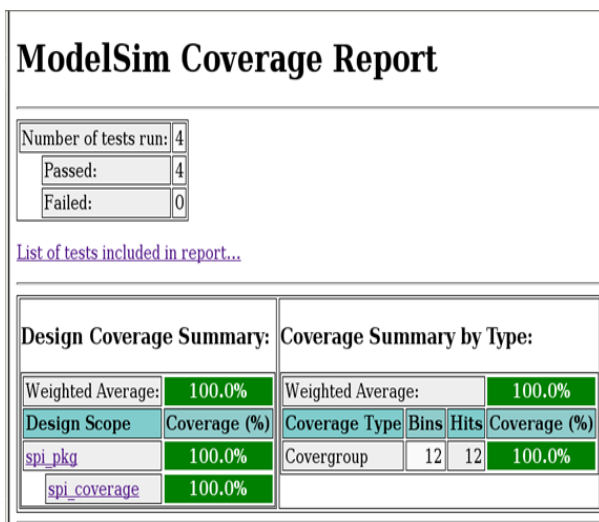 ModelSim Coverage Report
Number of tests run: 4
Passed: 4
Failed: 0
List of tests included in report...
Design Coverage Summary:
Weighted Average: 100.0%
Design Scope Coverage (%)
spi_pkg 100.0%
spi_coverage 100.0%
Coverage Summary by Type:
Weighted Average: 100.0%
Coverage Type Bins Hits Coverage (%)
Covergroup 12 12 100.0%